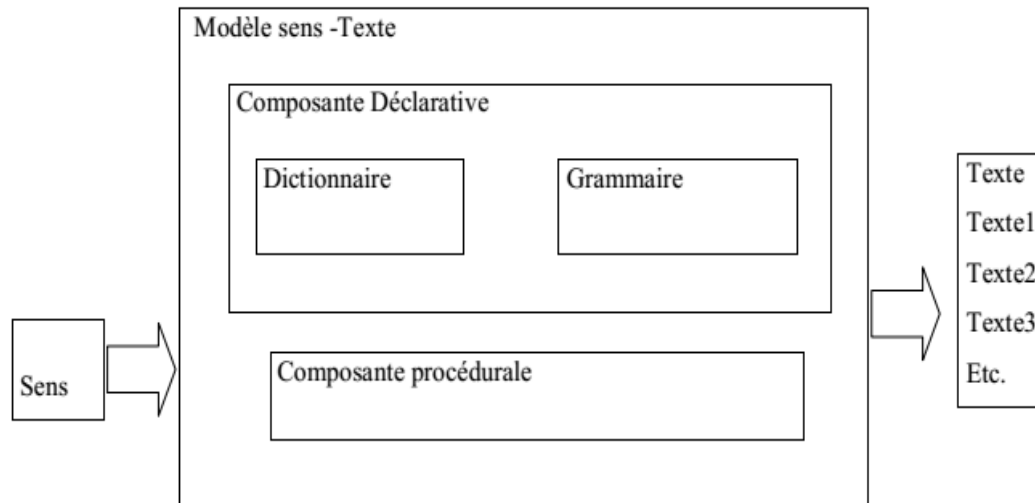 Modèle sens -Texte
Composante Déclarative
Dictionnaire
Grammaire
Composante procédurale
Sens
Texte
Texte1
Texte2
Texte3
Etc.